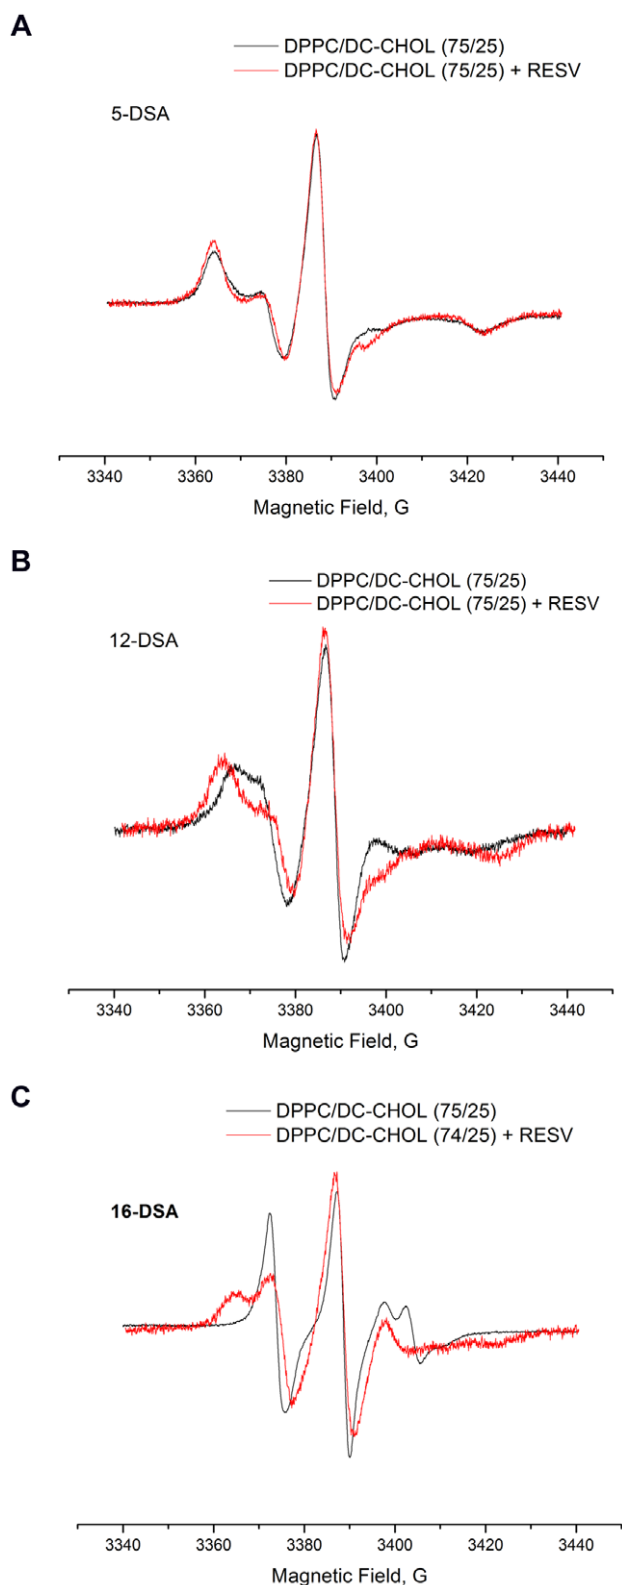 A
DPPC/DC-CHOL (75/25)
DPPC/DC-CHOL (75/25) + RESV
5-DSA
3340 3360 3380 3400 3420 3440
Magnetic Field, G
B
DPPC/DC-CHOL (75/25)
DPPC/DC-CHOL (75/25) + RESV
12-DSA
3340 3360 3380 3400 3420 3440
Magnetic Field, G
C
DPPC/DC-CHOL (75/25)
DPPC/DC-CHOL (74/25) + RESV
16-DSA
3340 3360 3380 3400 3420 3440
Magnetic Field, G